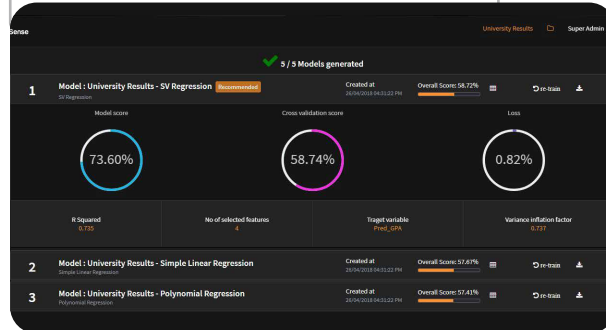 Sense
University Results
Super Admin
5 / 5 Models generated
1
Model : University Results - SV Regression
Recommended
SV Regression
Created at
26/04/2018 04:31:22 PM
Overall Score: 58.72%
re-train
Model score
Cross validation score
Loss
73.60%
58.74%
0.82%
R Squared
0.735
No of selected features
4
Traget variable
Pred_GPA
Variance inflation factor
0.737
2
Model : University Results - Simple Linear Regression
Simple Linear Regression
Created at
26/04/2018 04:31:22 PM
Overall Score: 57.67%
re-train
3
Model : University Results - Polynomial Regression
Polynomial Regression
Created at
26/04/2018 04:31:22 PM
Overall Score: 57.41%
re-train